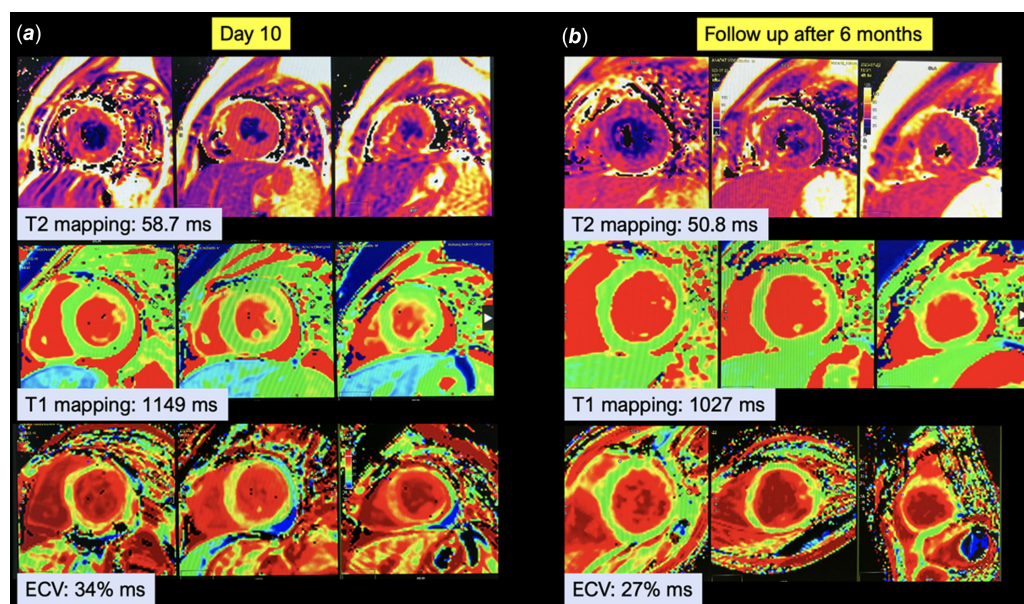 (a)
Day 10
T2 mapping: 58.7 ms
T1 mapping: 1149 ms
ECV: 34% ms
(b)
Follow up after 6 months
T2 mapping: 50.8 ms
T1 mapping: 1027 ms
ECV: 27% ms